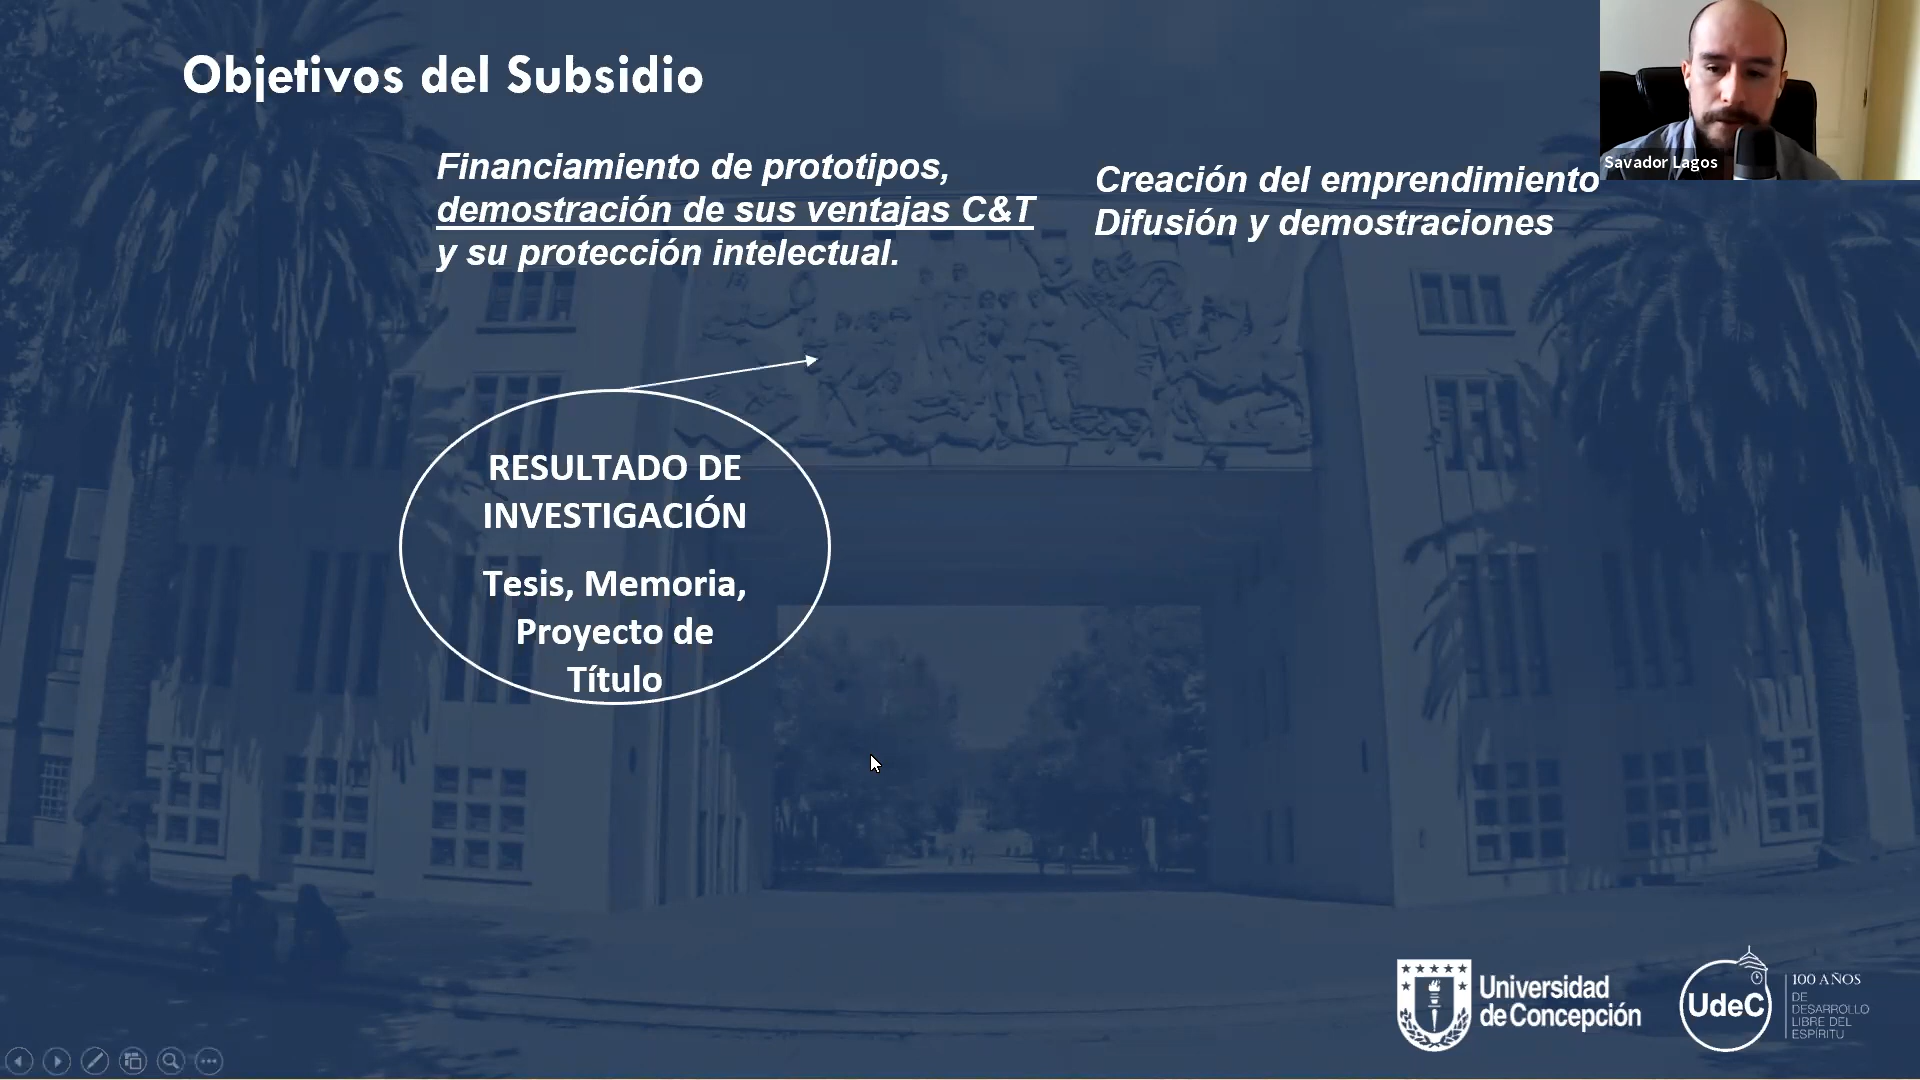 Objetivos del Subsidio
Financiamiento de prototipos,
demostración de sus ventajas C&T
y su protección intelectual.
Creación del emprendimiento
Difusión y demostraciones
Savador Lagos
RESULTADO DE
INVESTIGACIÓN
Tesis, Memoria,
Proyecto de
Título
Universidad
de Concepción
UdeC
100 AÑOS
DE
DESARROLLO
LIBRE DEL
ESPÍRITU